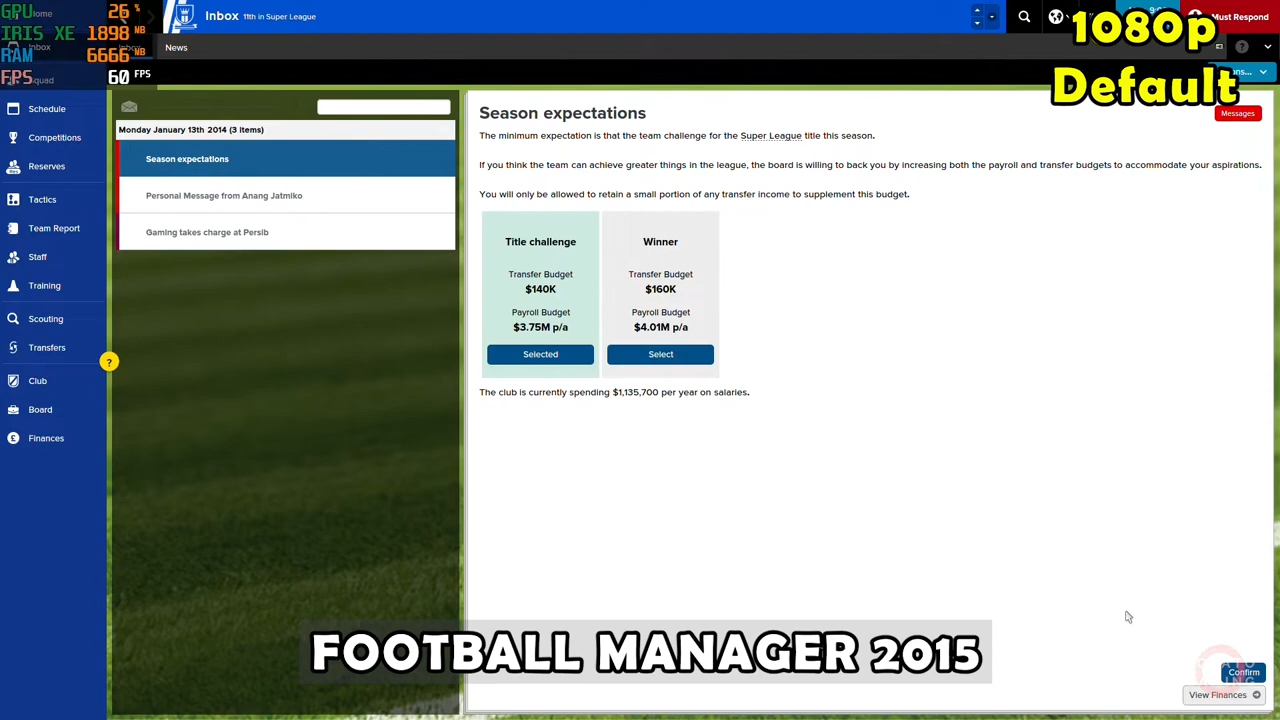 GPU 26 %
IRIS XE 1898 MB
RAM 6666 MB
FPS 60 FPS
Inbox 11th in Super League
Must Respond
1080p
Default
News
Schedule
Competitions
Reserves
Tactics
Team Report
Staff
Training
Scouting
Transfers
Club
Board
Finances
?
Monday January 13th 2014 (3 items)
Season expectations
Personal Message from Anang Jatmiko
Gaming takes charge at Persib
Season expectations
Messages
The minimum expectation is that the team challenge for the Super League title this season.
If you think the team can achieve greater things in the league, the board is willing to back you by increasing both the payroll and transfer budgets to accommodate your aspirations.
You will only be allowed to retain a small portion of any transfer income to supplement this budget.
Title challenge
Transfer Budget
$140K
Payroll Budget
$3.75M p/a
Selected
Winner
Transfer Budget
$160K
Payroll Budget
$4.01M p/a
Select
The club is currently spending $1,135,700 per year on salaries.
FOOTBALL MANAGER 2015
Confirm
View Finances